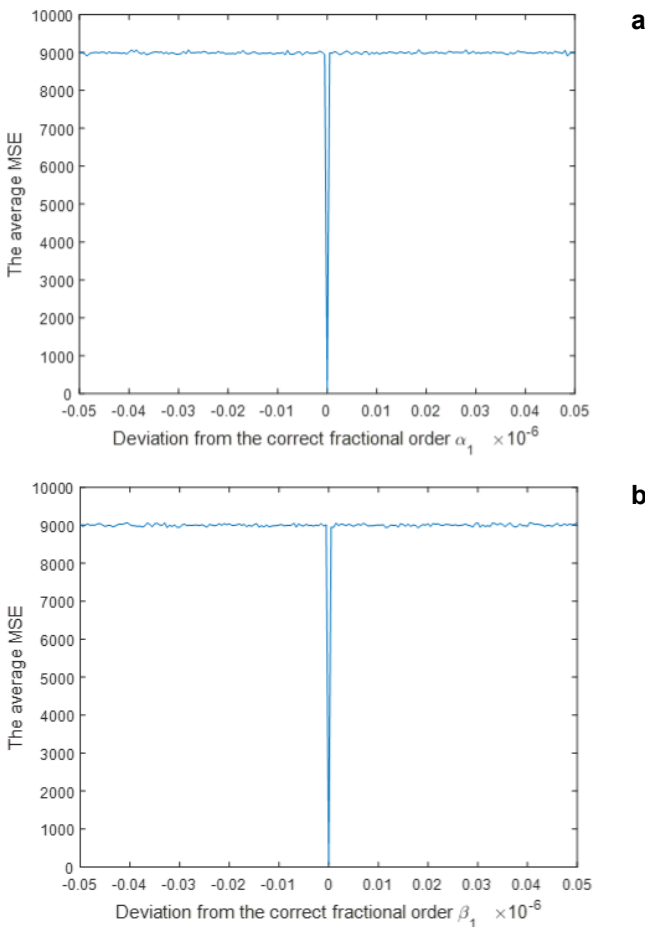 a
10000
9000
8000
7000
6000
5000
4000
3000
2000
1000
0
The average MSE
-0.05 -0.04 -0.03 -0.02 -0.01 0 0.01 0.02 0.03 0.04 0.05
Deviation from the correct fractional order α₁ ×10⁻⁶
b
10000
9000
8000
7000
6000
5000
4000
3000
2000
1000
0
The average MSE
-0.05 -0.04 -0.03 -0.02 -0.01 0 0.01 0.02 0.03 0.04 0.05
Deviation from the correct fractional order β₁ ×10⁻⁶